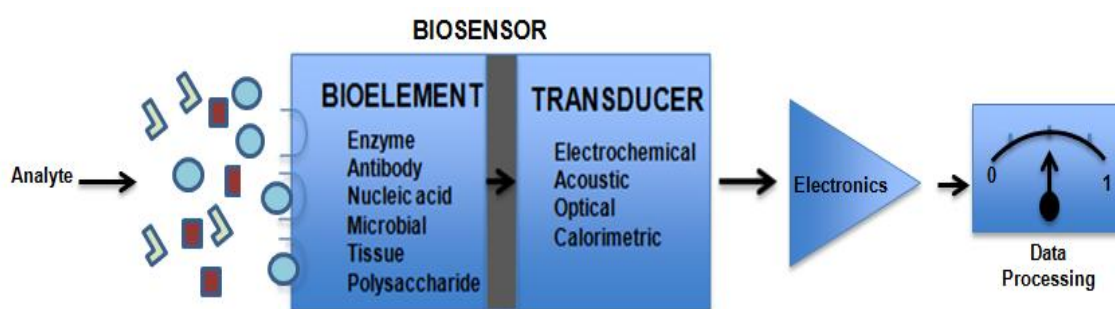 BIOSENSOR
Analyte
BIOELEMENT
Enzyme
Antibody
Nucleic acid
Microbial
Tissue
Polysaccharide
TRANSDUCER
Electrochemical
Acoustic
Optical
Calorimetric
Electronics
0
1
Data
Processing